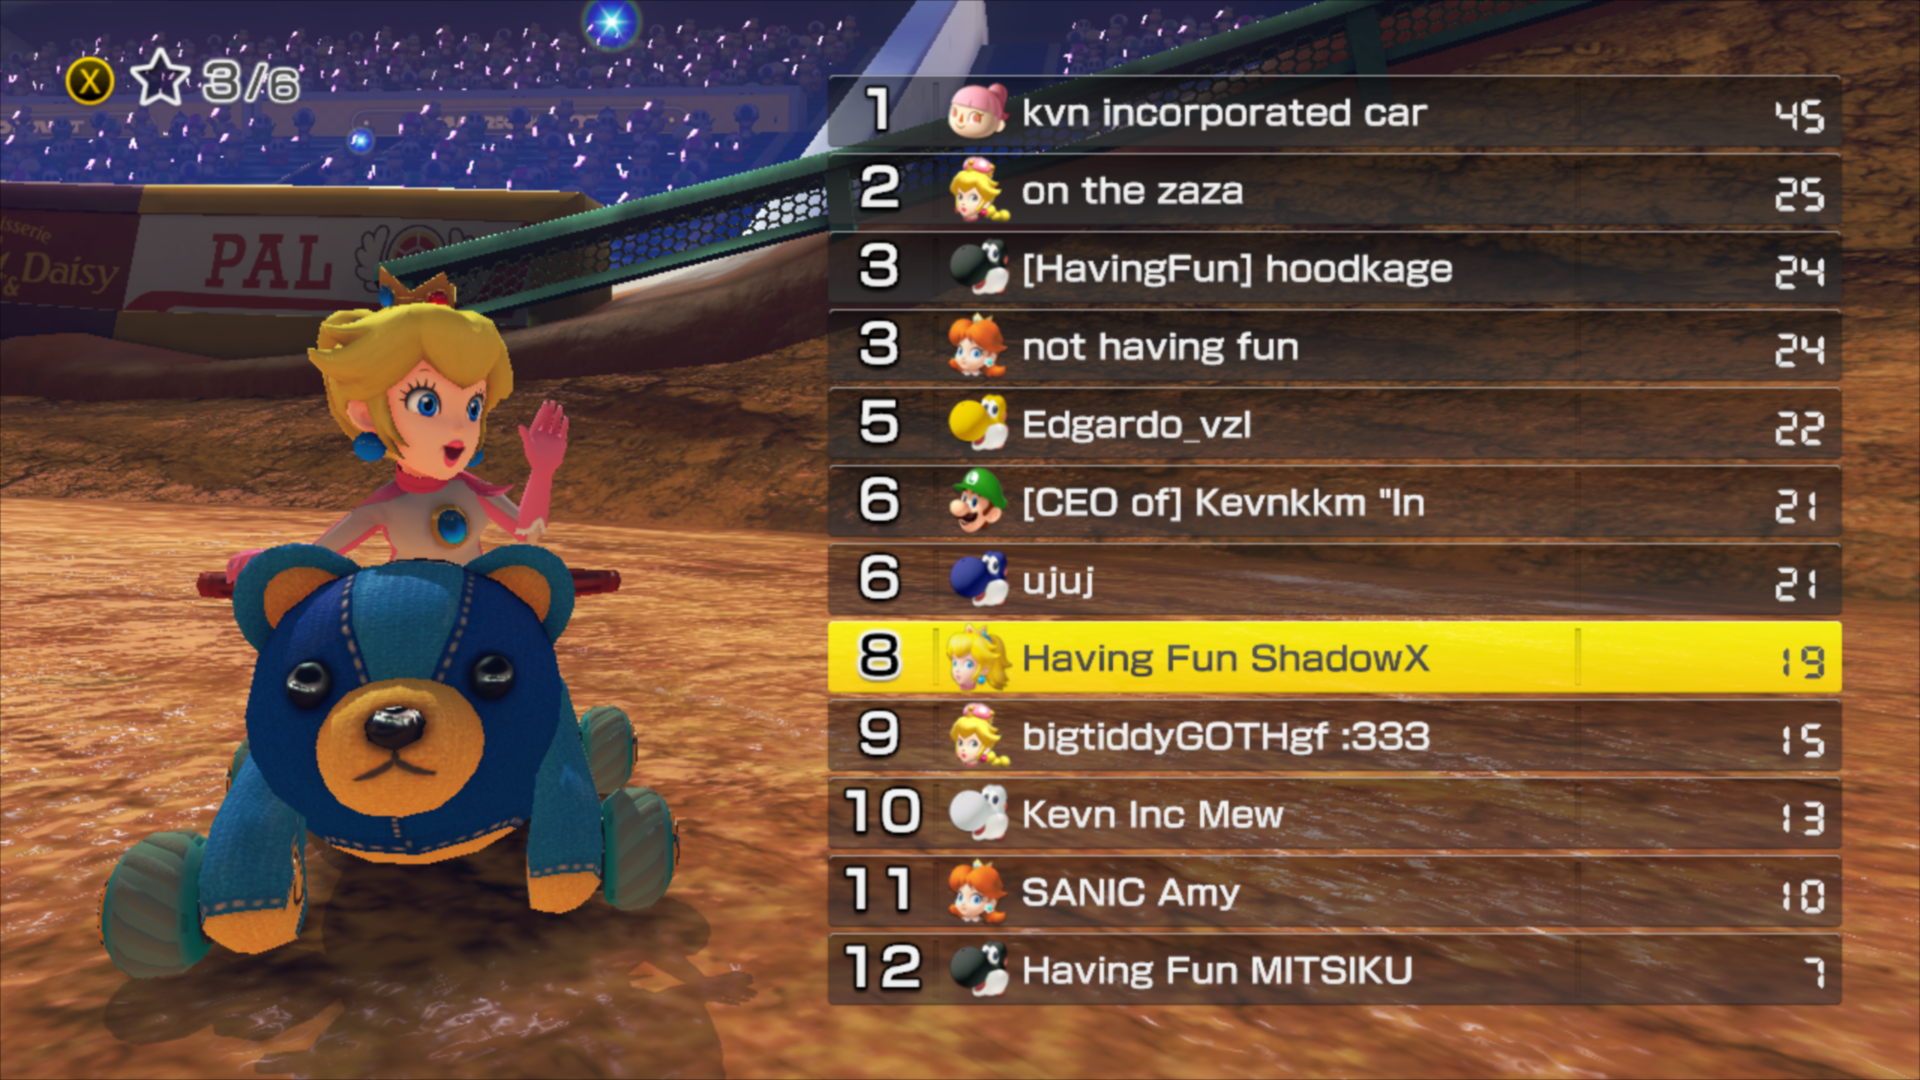 X 3/6
isserie
& Daisy
PAL
1 kvn incorporated car 45
2 on the zaza 25
3 [HavingFun] hoodkage 24
3 not having fun 24
5 Edgardo_vzl 22
6 [CEO of] Kevnkkm "In 21
6 ujuj 21
8 Having Fun ShadowX 19
9 bigtiddyGOTHgf :333 15
10 Kevn Inc Mew 13
11 SANIC Amy 10
12 Having Fun MITSIKU 7